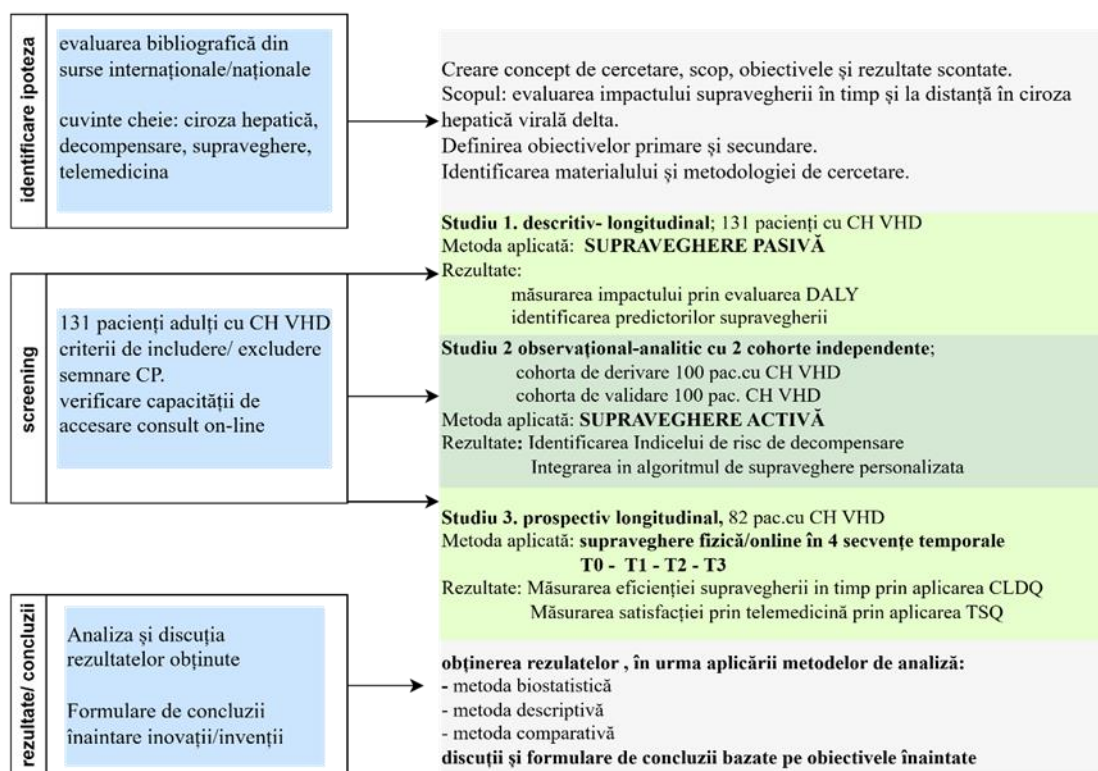 identificare ipoteza
evaluarea bibliografică din
surse internaționale/naționale
cuvinte cheie: ciroza hepatică,
decompensare, supraveghere,
telemedicina
Creare concept de cercetare, scop, obiectivele și rezultate scontate.
Scopul: evaluarea impactului supravegherii în timp și la distanță în ciroza
hepatică virală delta.
Definirea obiectivelor primare și secundare.
Identificarea materialului și metodologiei de cercetare.
screening
131 pacienți adulți cu CH VHD
criterii de includere/ excludere
semnare CP.
verificare capacității de
accesare consult on-line
Studiu 1. descritiv- longitudinal; 131 pacienți cu CH VHD
Metoda aplicată: SUPRAVEGHERE PASIVĂ
Rezultate:
măsurarea impactului prin evaluarea DALY
identificarea predictorilor supravegherii
Studiu 2 observațional-analitic cu 2 cohorte independente;
cohorta de derivare 100 pac.cu CH VHD
cohorta de validare 100 pac. CH VHD
Metoda aplicată: SUPRAVEGHERE ACTIVĂ
Rezultate: Identificarea Indicelui de risc de decompensare
Integrarea in algoritmul de supraveghere personalizata
Studiu 3. prospectiv longitudinal, 82 pac.cu CH VHD
Metoda aplicată: supraveghere fizică/online în 4 secvențe temporale
T0 - T1 - T2 - T3
Rezultate: Măsurarea eficienției supravegherii in timp prin aplicarea CLDQ
Măsurarea satisfacției prin telemedicină prin aplicarea TSQ
rezultate/ concluzii
Analiza și discuția
rezultatelor obținute
Formulare de concluzii
înaintare inovații/invenții
obținerea rezulatelor , în urma aplicării metodelor de analiză:
- metoda biostatistică
- metoda descriptivă
- metoda comparativă
discuții și formulare de concluzii bazate pe obiectivele înaintate